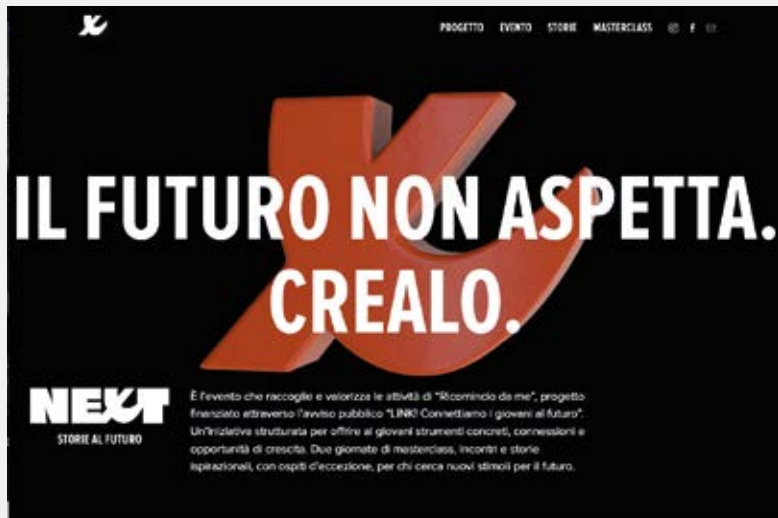 PROGETTO EVENTO STORIE MASTERCLASS
IL FUTURO NON ASPETTA.
CREALO.
NEXT
STORIE AL FUTURO
È l'evento che raccoglie e valorizza le attività di "Ricomincio da me", progetto
finanziato attraverso l'avviso pubblico "LINK! Connettiamo i giovani al futuro".
Un'iniziativa strutturata per offrire ai giovani strumenti concreti, connessioni e
opportunità di crescita. Due giornate di masterclass, incontri e storie
ispirazionali, con ospiti d'eccezione, per chi cerca nuovi stimoli per il futuro.